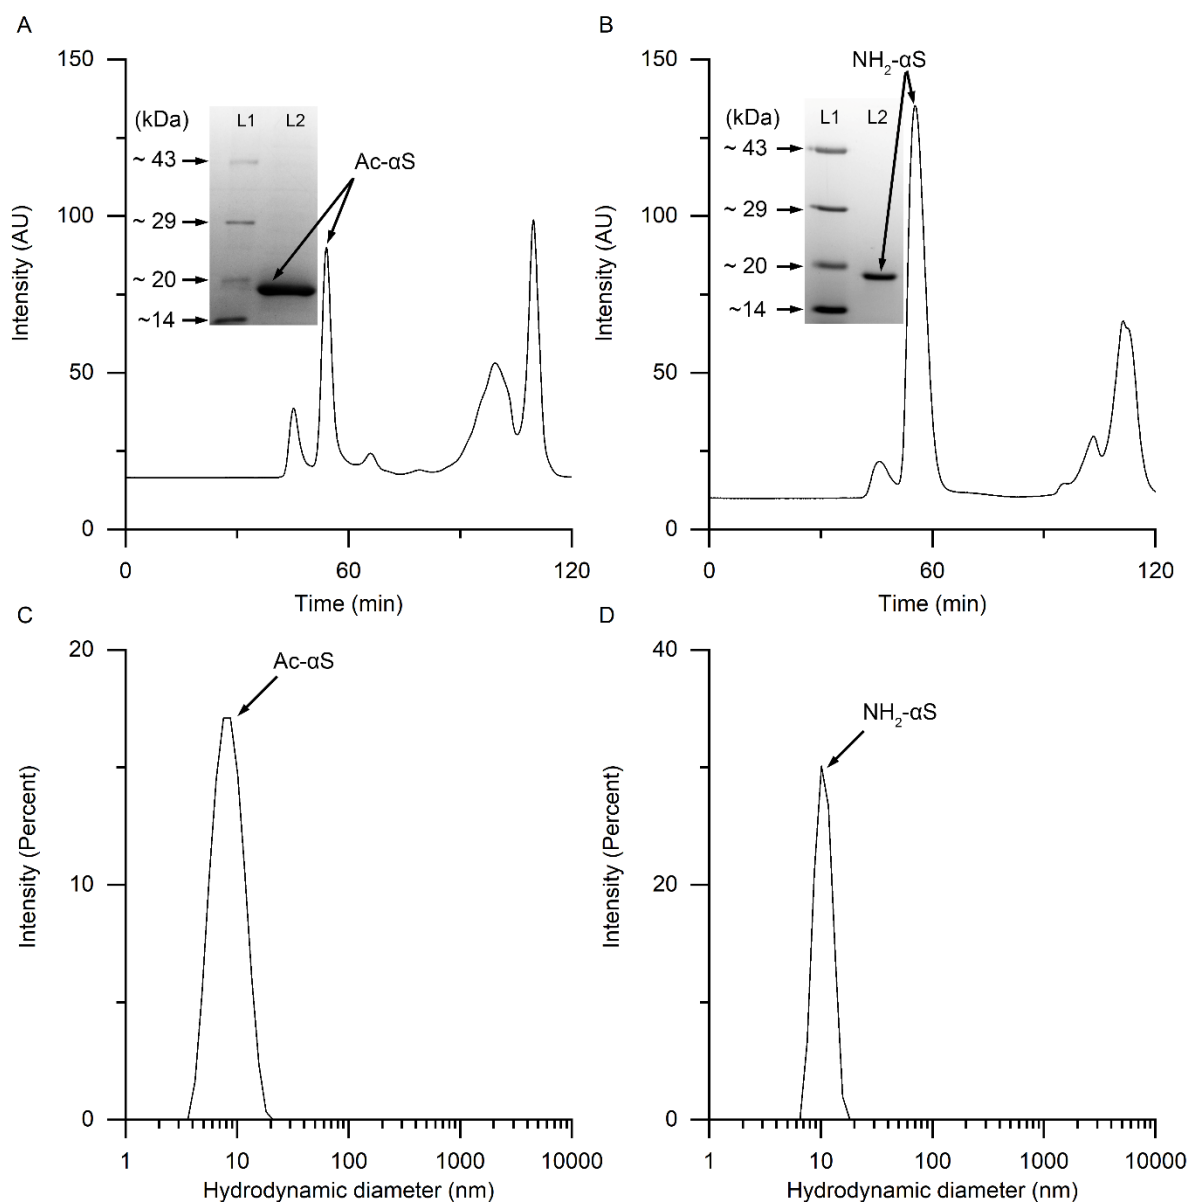 A
150
100
50
0
Intensity (AU)
(kDa)
L1
L2
~ 43
~ 29
~ 20
~14
Ac-αS
0
60
120
Time (min)
B
150
100
50
0
Intensity (AU)
NH2-αS
(kDa)
L1
L2
~ 43
~ 29
~ 20
~14
0
60
120
Time (min)
C
20
10
0
Intensity (Percent)
Ac-αS
1
10
100
1000
10000
Hydrodynamic diameter (nm)
D
40
20
0
Intensity (Percent)
NH2-αS
1
10
100
1000
10000
Hydrodynamic diameter (nm)